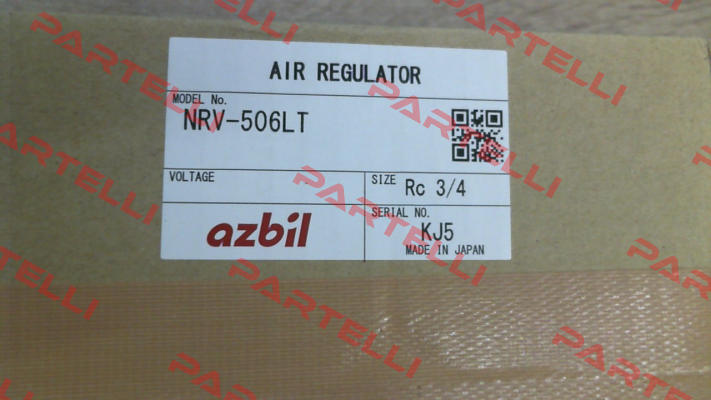 AIR REGULATOR
MODEL No.
NRV-506LT
VOLTAGE
SIZE Rc 3/4
azbil
SERIAL NO.
KJ5
MADE IN JAPAN
PARTELLI
PARTELLI
PARTELLI
PARTELLI
PARTELLI
PARTELLI
PARTELLI
PARTELLI